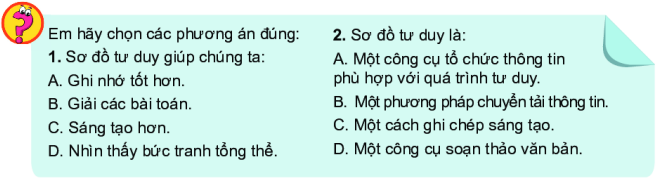 Em hãy chọn các phương án đúng:
1. Sơ đồ tư duy giúp chúng ta:
A. Ghi nhớ tốt hơn.
B. Giải các bài toán.
C. Sáng tạo hơn.
D. Nhìn thấy bức tranh tổng thể.
2. Sơ đồ tư duy là:
A. Một công cụ tổ chức thông tin
phù hợp với quá trình tư duy.
B. Một phương pháp chuyển tải thông tin.
C. Một cách ghi chép sáng tạo.
D. Một công cụ soạn thảo văn bản.